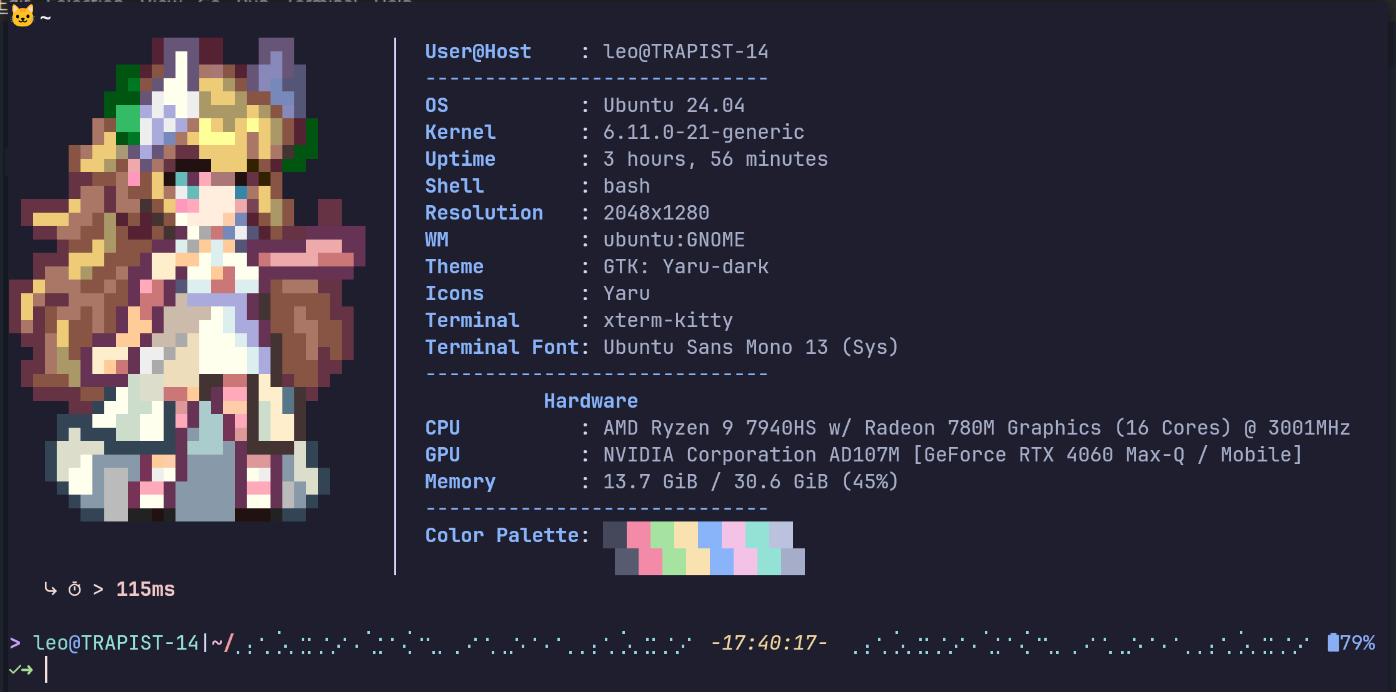 ~
User@Host : leo@TRAPIST-14
-----------------------------
OS : Ubuntu 24.04
Kernel : 6.11.0-21-generic
Uptime : 3 hours, 56 minutes
Shell : bash
Resolution : 2048x1280
WM : ubuntu:GNOME
Theme : GTK: Yaru-dark
Icons : Yaru
Terminal : xterm-kitty
Terminal Font: Ubuntu Sans Mono 13 (Sys)
-----------------------------
Hardware
CPU : AMD Ryzen 9 7940HS w/ Radeon 780M Graphics (16 Cores) @ 3001MHz
GPU : NVIDIA Corporation AD107M [GeForce RTX 4060 Max-Q / Mobile]
Memory : 13.7 GiB / 30.6 GiB (45%)
-----------------------------
Color Palette:
↳ ⏱ > 115ms
> leo@TRAPIST-14|~/ -17:40:17- 79%
✓→